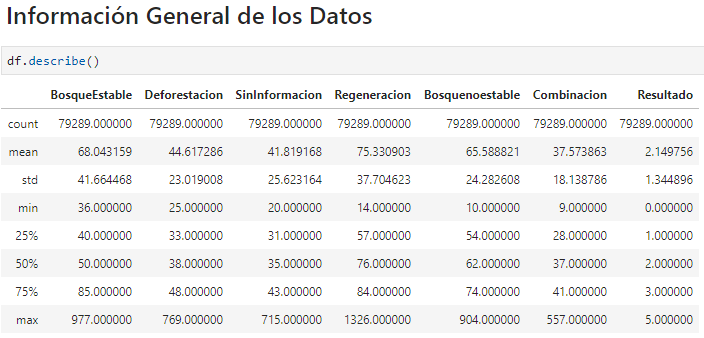 Información General de los Datos
df.describe()
BosqueEstable Deforestacion SinInformacion Regeneracion Bosquenoestable Combinacion Resultado
count 79289.000000 79289.000000 79289.000000 79289.000000 79289.000000 79289.000000 79289.000000
mean 68.043159 44.617286 41.819168 75.330903 65.588821 37.573863 2.149756
std 41.664468 23.019008 25.623164 37.704623 24.282608 18.138786 1.344896
min 36.000000 25.000000 20.000000 14.000000 10.000000 9.000000 0.000000
25% 40.000000 33.000000 31.000000 57.000000 54.000000 28.000000 1.000000
50% 50.000000 38.000000 35.000000 76.000000 62.000000 37.000000 2.000000
75% 85.000000 48.000000 43.000000 84.000000 74.000000 41.000000 3.000000
max 977.000000 769.000000 715.000000 1326.000000 904.000000 557.000000 5.000000